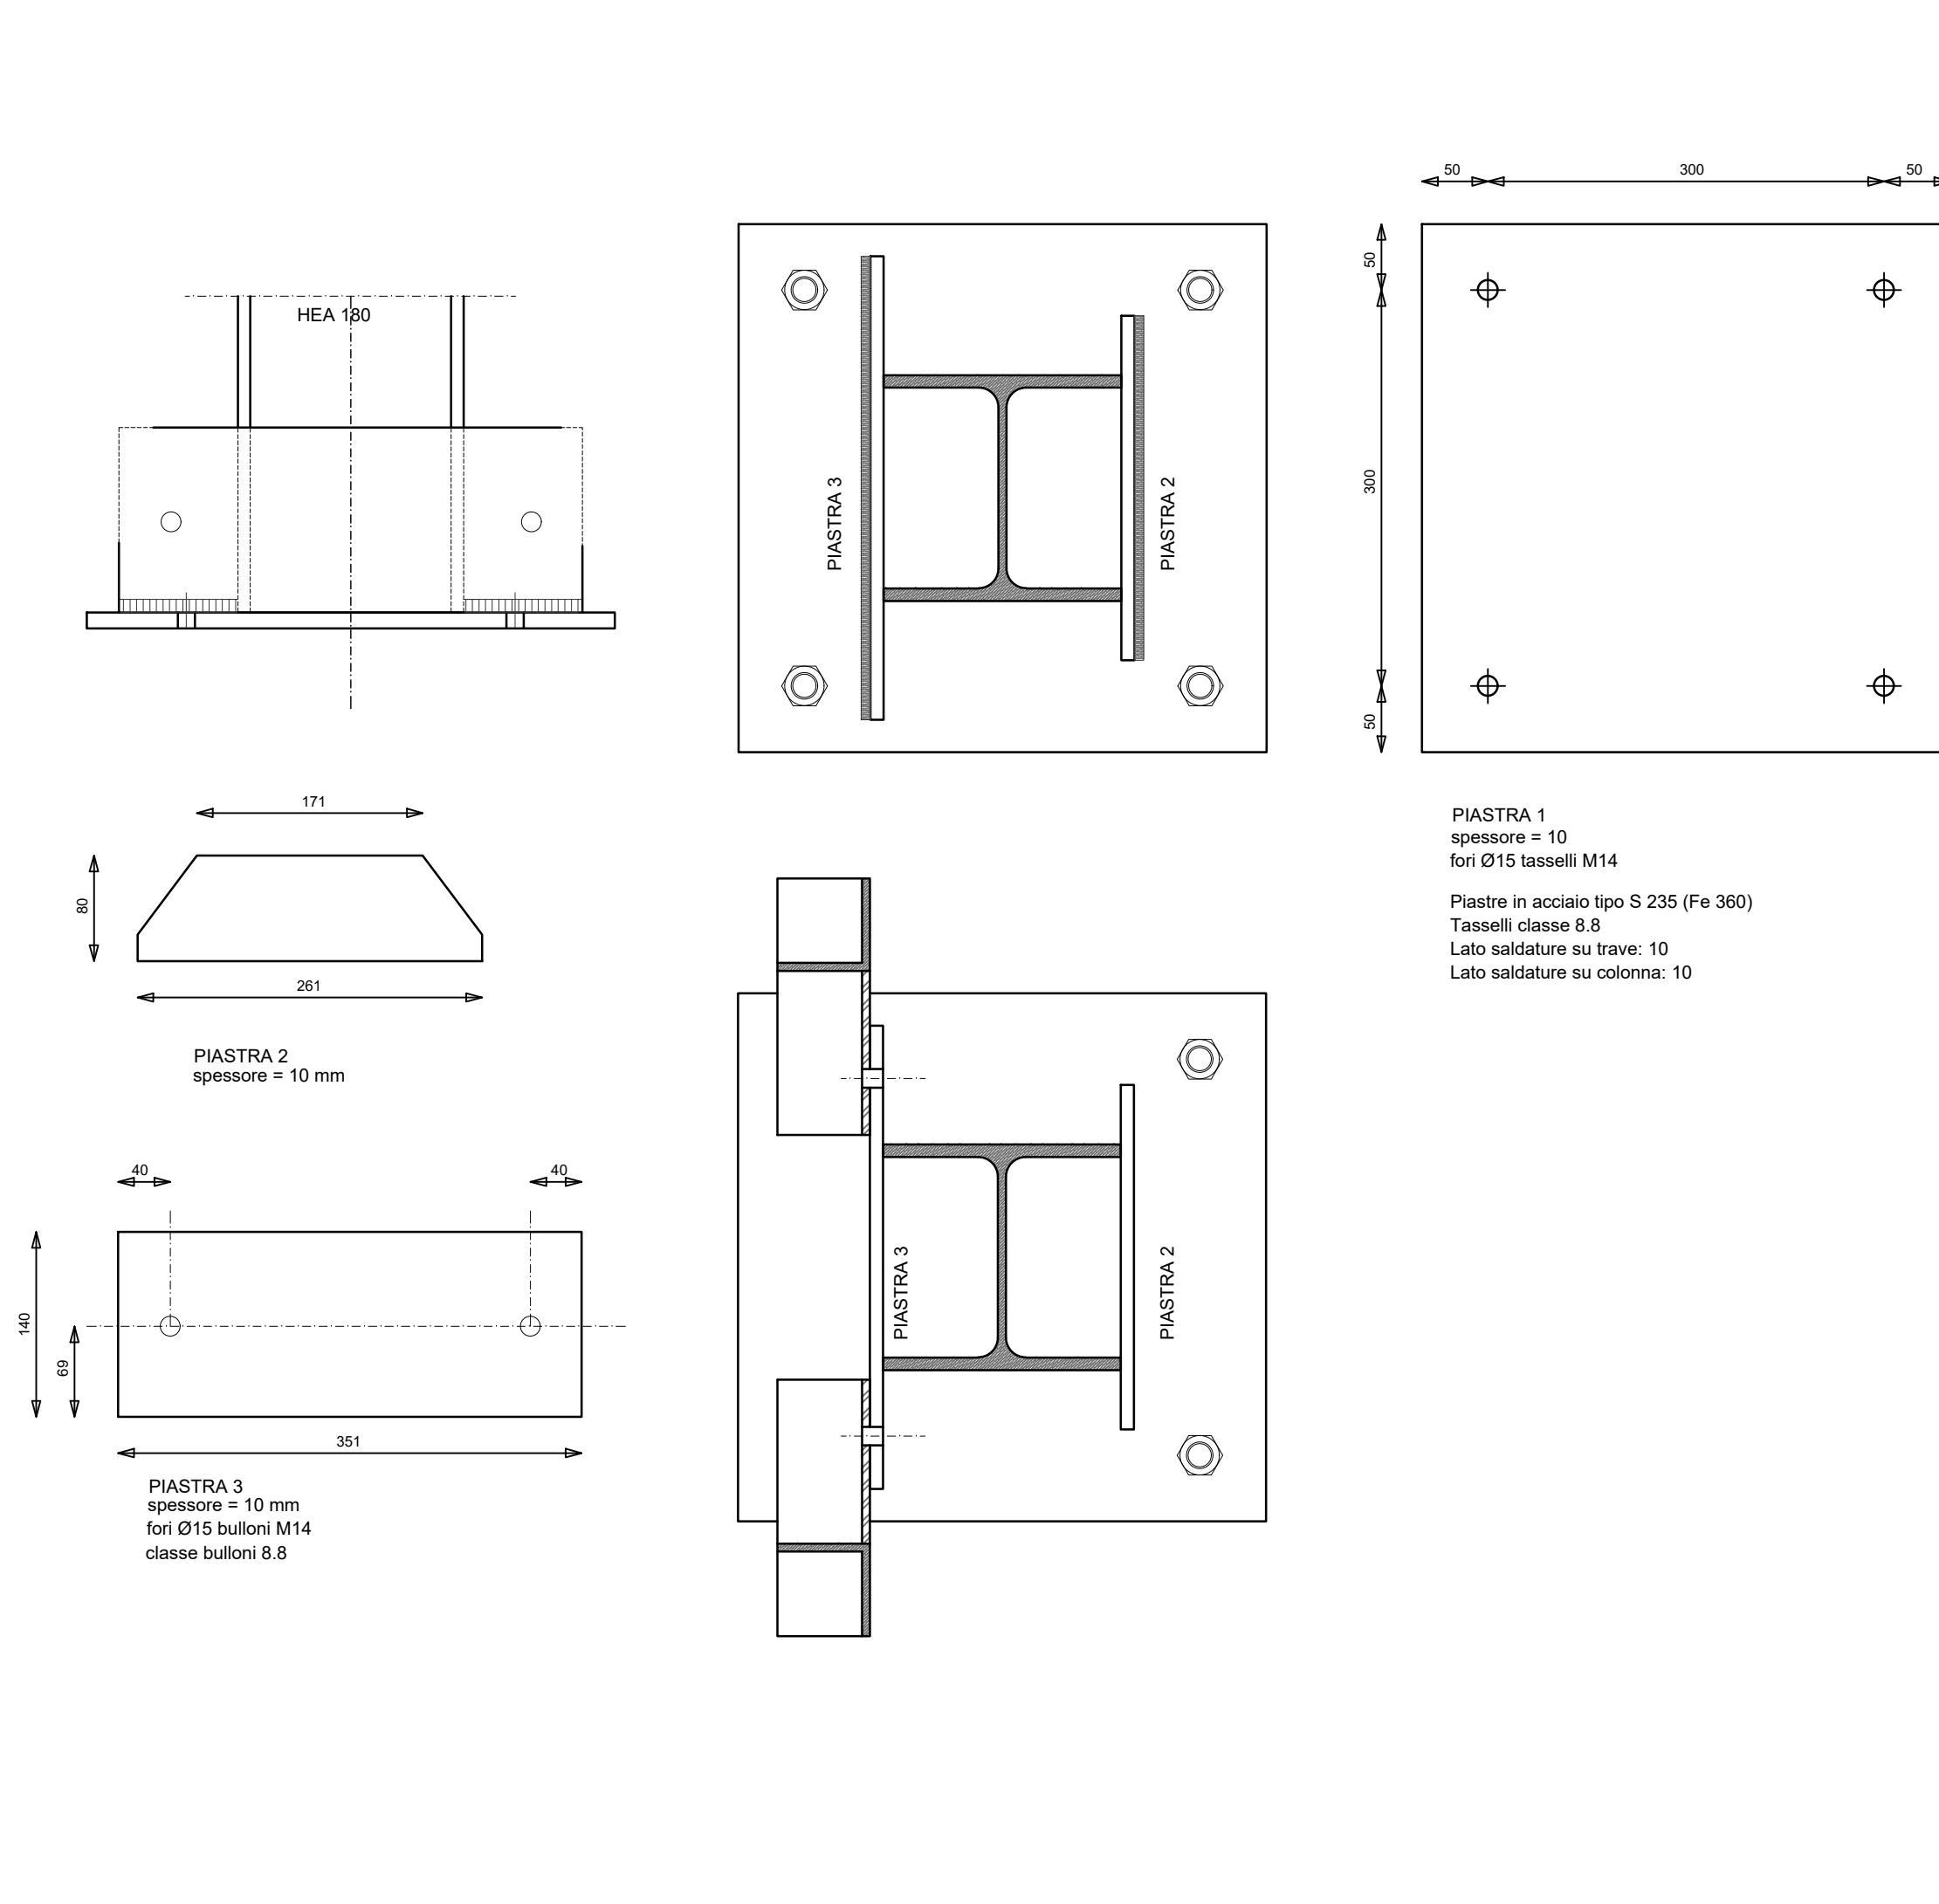 50
300
50
50
300
50
HEA 180
PIASTRA 3
PIASTRA 2
171
80
261
PIASTRA 2
spessore = 10 mm
PIASTRA 1
spessore = 10
fori Ø15 tasselli M14
Piastre in acciaio tipo S 235 (Fe 360)
Tasselli classe 8.8
Lato saldature su trave: 10
Lato saldature su colonna: 10
40
40
140
69
351
PIASTRA 3
PIASTRA 2
PIASTRA 3
spessore = 10 mm
fori Ø15 bulloni M14
classe bulloni 8.8